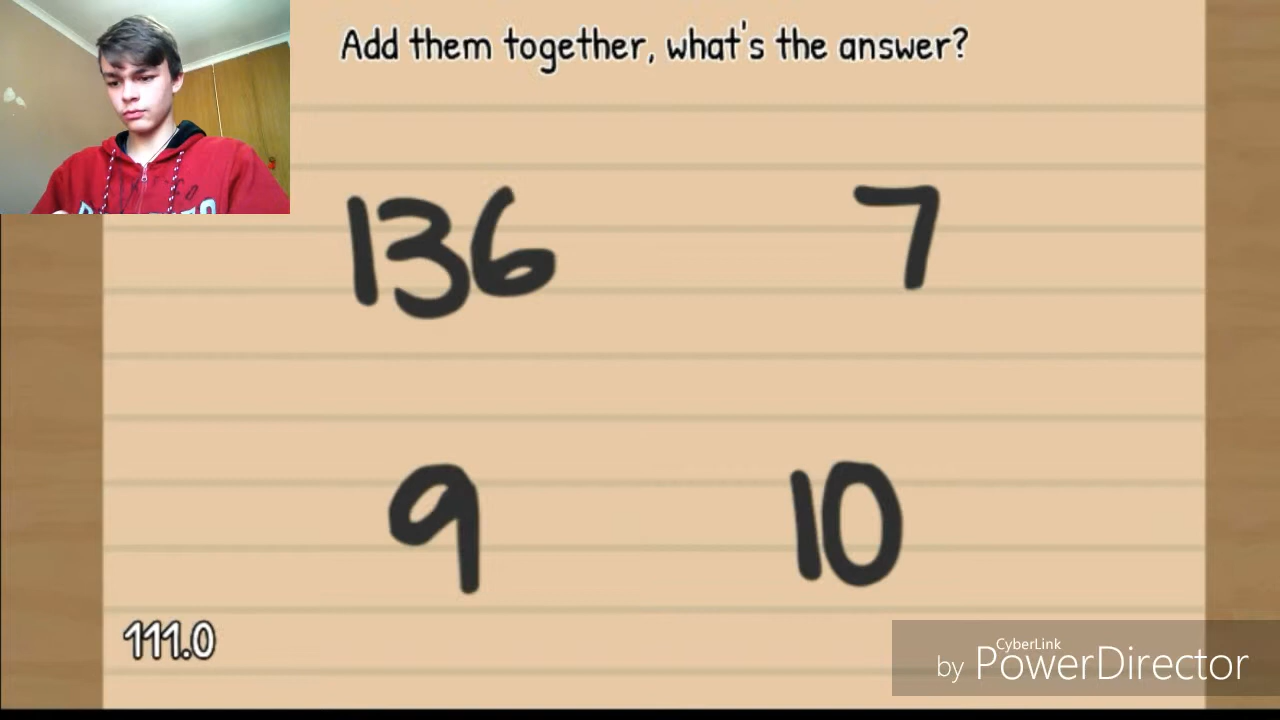 Add them together, what's the answer?
136 7
9 10
111.0
CyberLink
by PowerDirector